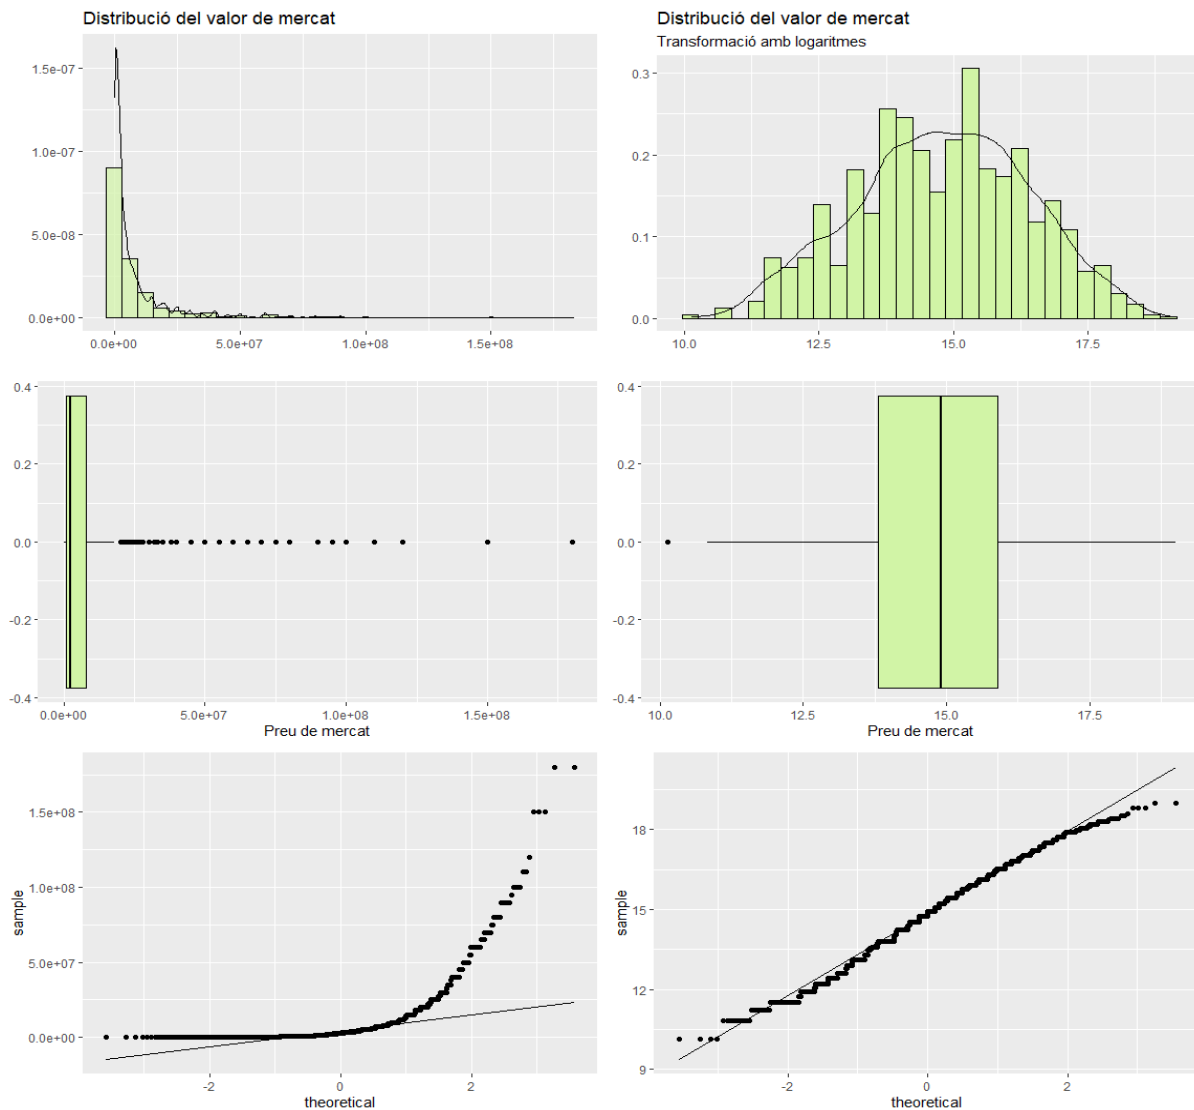 Distribució del valor de mercat
1.5e-07
1.0e-07
5.0e-08
0.0e+00
0.0e+00 5.0e+07 1.0e+08 1.5e+08
Distribució del valor de mercat
Transformació amb logaritmes
0.3
0.2
0.1
0.0
10.0 12.5 15.0 17.5
0.4
0.2
0.0
-0.2
-0.4
0.0e+00 5.0e+07 1.0e+08 1.5e+08
Preu de mercat
0.4
0.2
0.0
-0.2
-0.4
10.0 12.5 15.0 17.5
Preu de mercat
sample
1.5e+08
1.0e+08
5.0e+07
0.0e+00
-2 0 2
theoretical
sample
18
15
12
9
-2 0 2
theoretical